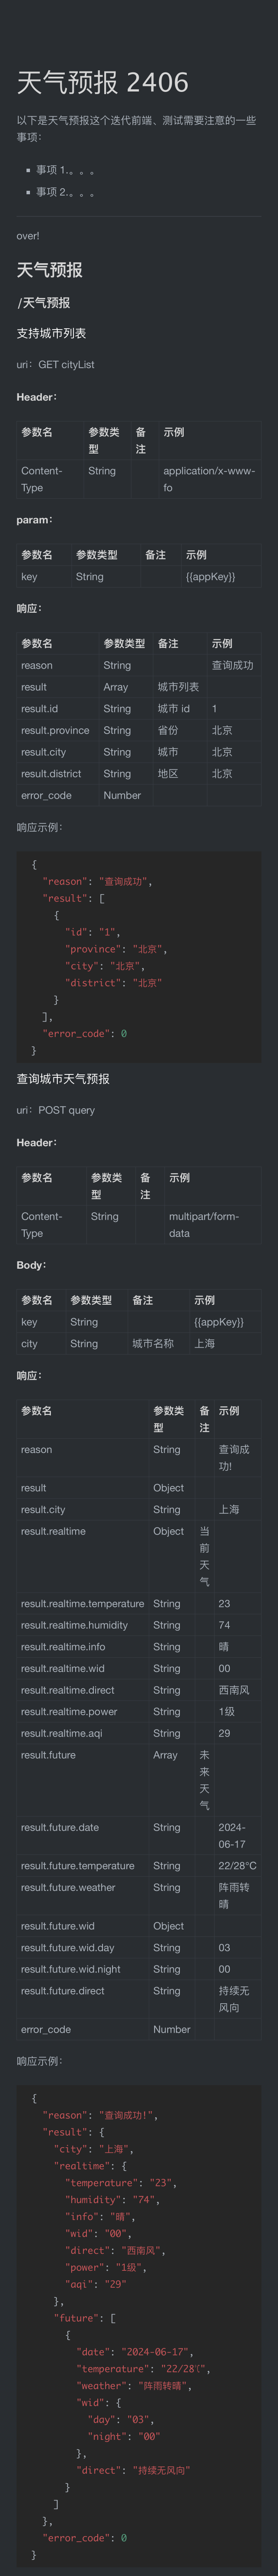 天气预报 2406
以下是天气预报这个迭代前端、测试需要注意的一些
事项：
事项 1.。。。
事项 2.。。。
over!
天气预报
/天气预报
支持城市列表
uri：GET cityList
Header：
参数名 参数类型 备注 示例
Content-Type String application/x-www-fo
param：
参数名 参数类型 备注 示例
key String {{appKey}}
响应：
参数名 参数类型 备注 示例
reason String 查询成功
result Array 城市列表
result.id String 城市 id 1
result.province String 省份 北京
result.city String 城市 北京
result.district String 地区 北京
error_code Number
响应示例：
{
"reason": "查询成功",
"result": [
{
"id": "1",
"province": "北京",
"city": "北京",
"district": "北京"
}
],
"error_code": 0
}
查询城市天气预报
uri：POST query
Header：
参数名 参数类型 备注 示例
Content-Type String multipart/form-data
Body：
参数名 参数类型 备注 示例
key String {{appKey}}
city String 城市名称 上海
响应：
参数名 参数类型 备注 示例
reason String 查询成功!
result Object
result.city String 上海
result.realtime Object 当前天气
result.realtime.temperature String 23
result.realtime.humidity String 74
result.realtime.info String 晴
result.realtime.wid String 00
result.realtime.direct String 西南风
result.realtime.power String 1级
result.realtime.aqi String 29
result.future Array 未来天气
result.future.date String 2024-06-17
result.future.temperature String 22/28℃
result.future.weather String 阵雨转晴
result.future.wid Object
result.future.wid.day String 03
result.future.wid.night String 00
result.future.direct String 持续无风向
error_code Number
响应示例：
{
"reason": "查询成功!",
"result": {
"city": "上海",
"realtime": {
"temperature": "23",
"humidity": "74",
"info": "晴",
"wid": "00",
"direct": "西南风",
"power": "1级",
"aqi": "29"
},
"future": [
{
"date": "2024-06-17",
"temperature": "22/28℃",
"weather": "阵雨转晴",
"wid": {
"day": "03",
"night": "00"
},
"direct": "持续无风向"
}
]
},
"error_code": 0
}